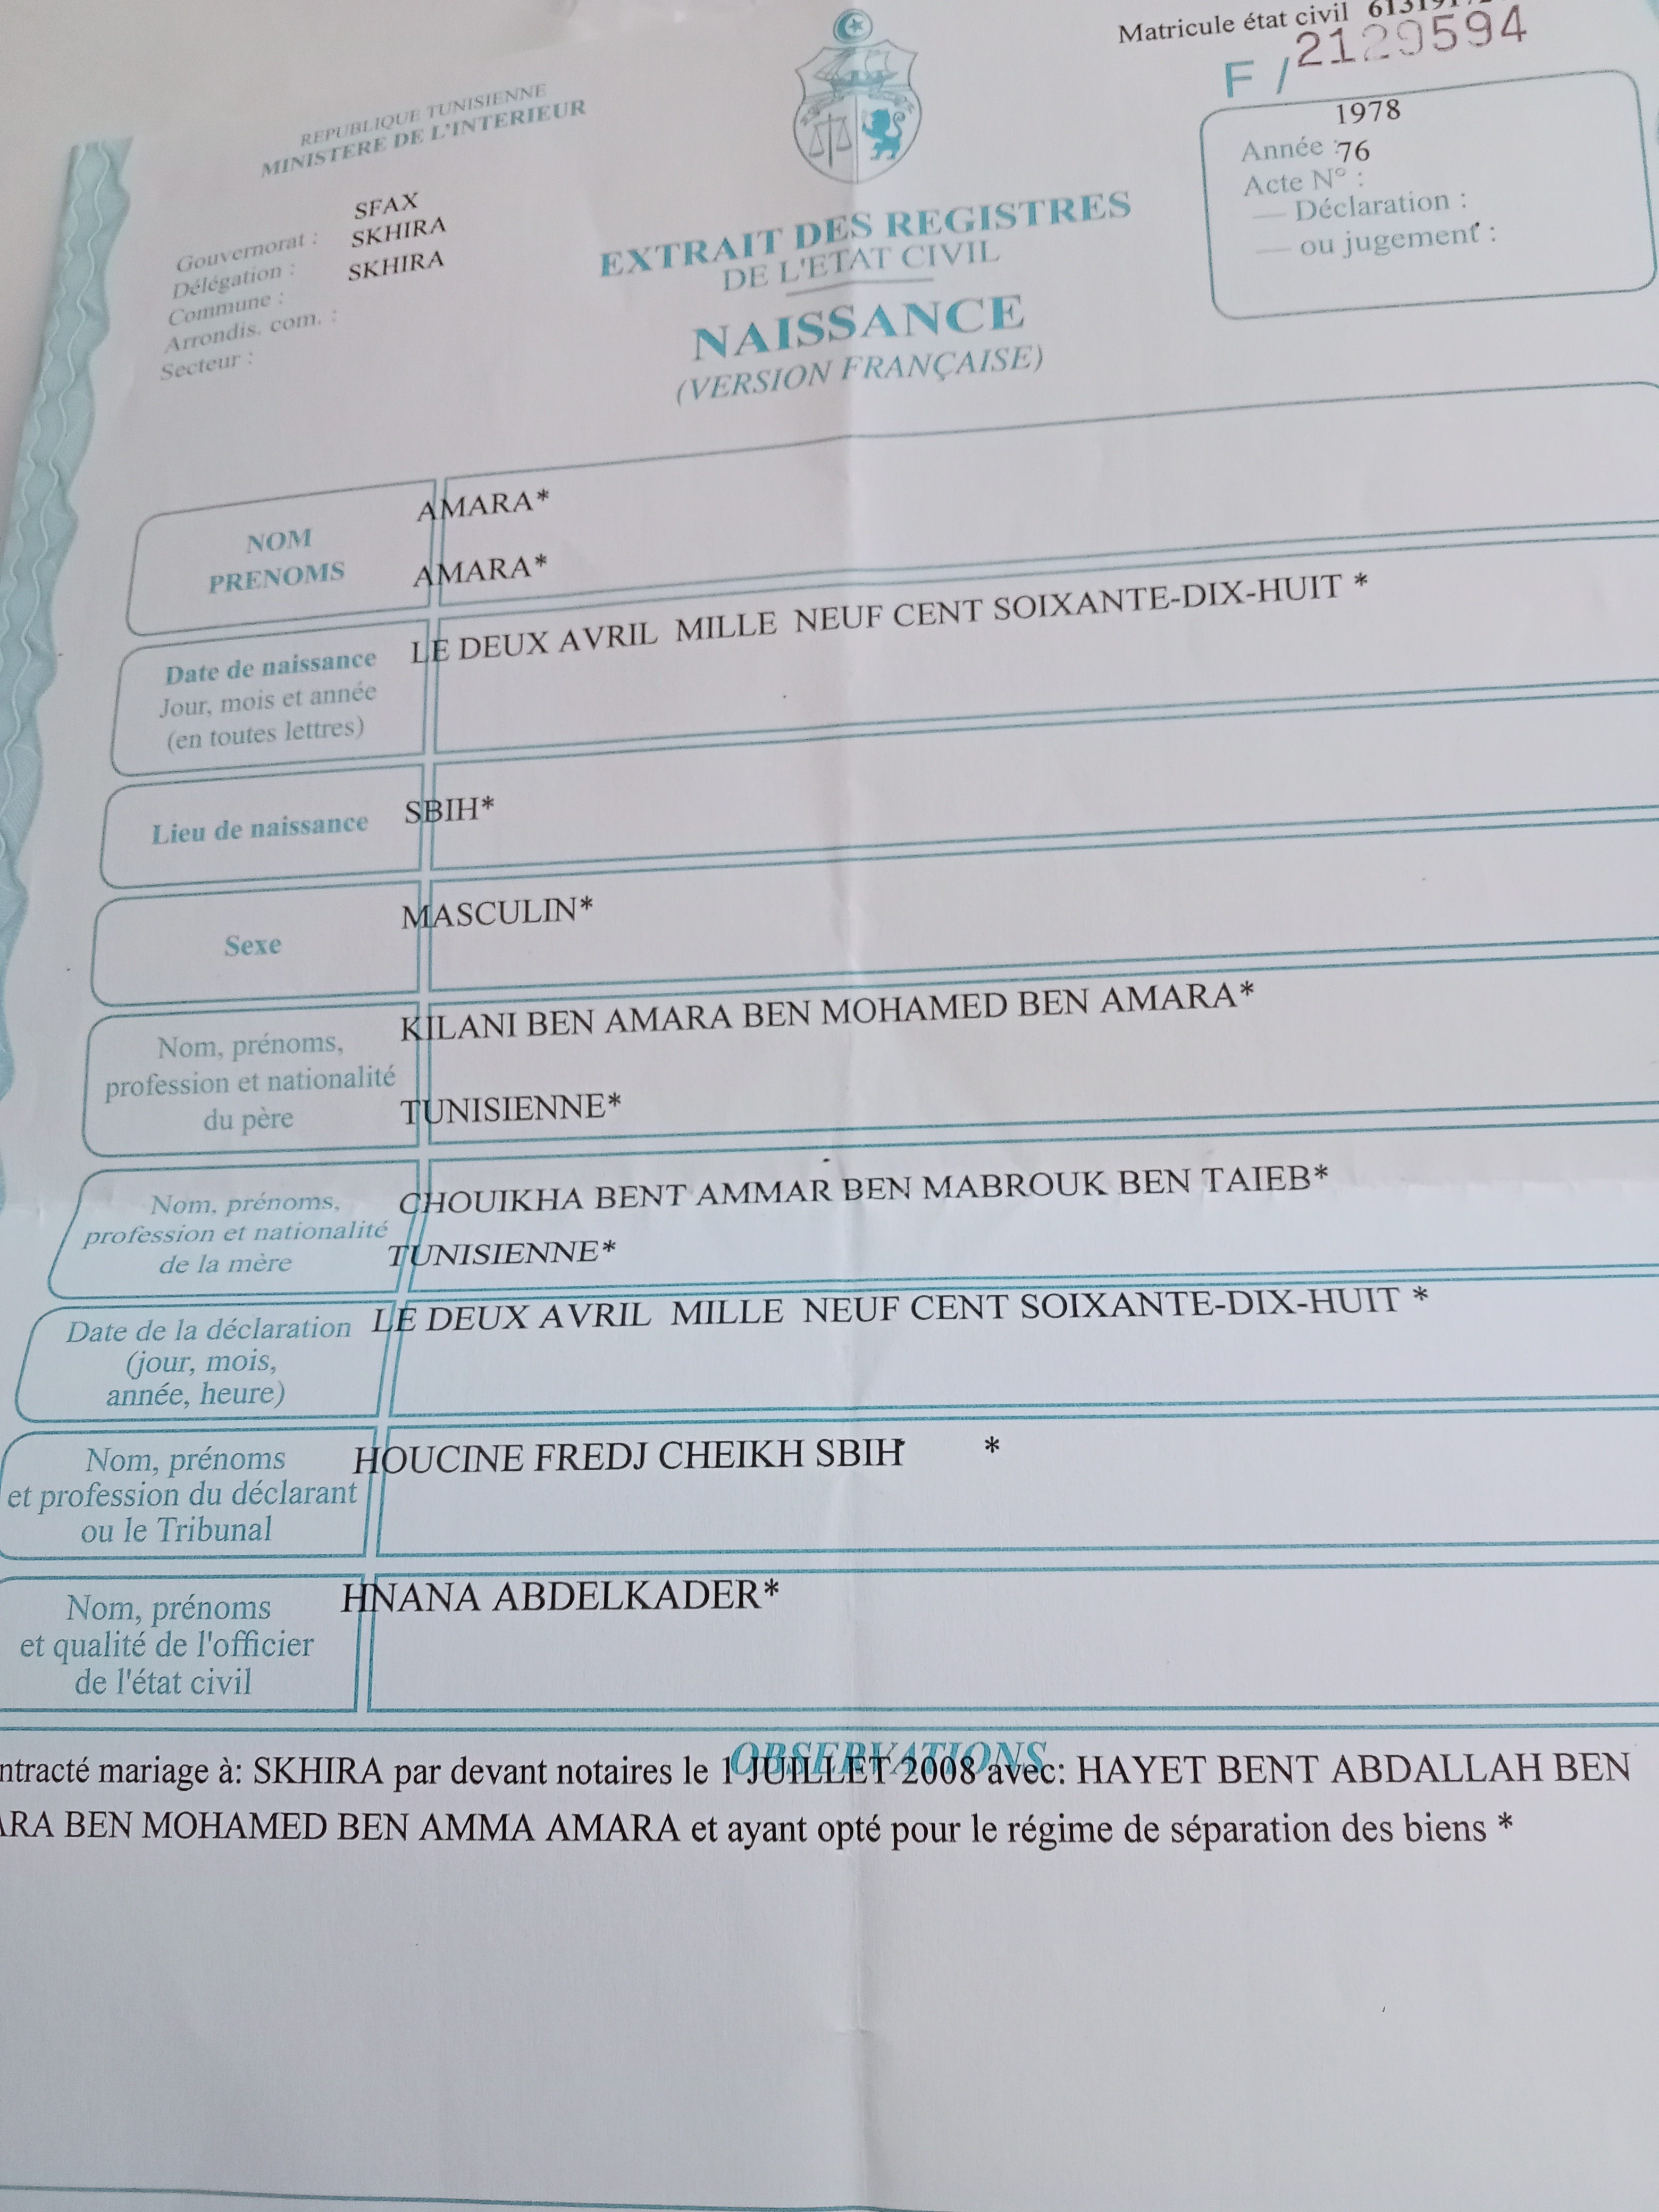 Matricule état civil
F / 2129594
REPUBLIQUE TUNISIENNE
MINISTERE DE L'INTERIEUR
Gouvernorat : SFAX
Délégation : SKHIRA
Commune : SKHIRA
Arrondis. com. :
Secteur :
EXTRAIT DES REGISTRES
DE L'ETAT CIVIL
NAISSANCE
(VERSION FRANÇAISE)
1978
Année : 76
Acte N° :
— Déclaration :
— ou jugement :
NOM AMARA*
PRENOMS AMARA*
Date de naissance LE DEUX AVRIL MILLE NEUF CENT SOIXANTE-DIX-HUIT *
Jour, mois et année
(en toutes lettres)
Lieu de naissance SBIH*
Sexe MASCULIN*
Nom, prénoms, KILANI BEN AMARA BEN MOHAMED BEN AMARA*
profession et nationalité
du père TUNISIENNE*
Nom, prénoms, CHOUIKHA BENT AMMAR BEN MABROUK BEN TAIEB*
profession et nationalité
de la mère TUNISIENNE*
Date de la déclaration LE DEUX AVRIL MILLE NEUF CENT SOIXANTE-DIX-HUIT *
(jour, mois,
année, heure)
Nom, prénoms HOUCINE FREDJ CHEIKH SBIH *
et profession du déclarant
ou le Tribunal
Nom, prénoms HNANA ABDELKADER*
et qualité de l'officier
de l'état civil
OBSERVATIONS
ntracté mariage à: SKHIRA par devant notaires le 1 JUILLET 2008 avec: HAYET BENT ABDALLAH BEN
ARA BEN MOHAMED BEN AMMA AMARA et ayant opté pour le régime de séparation des biens *